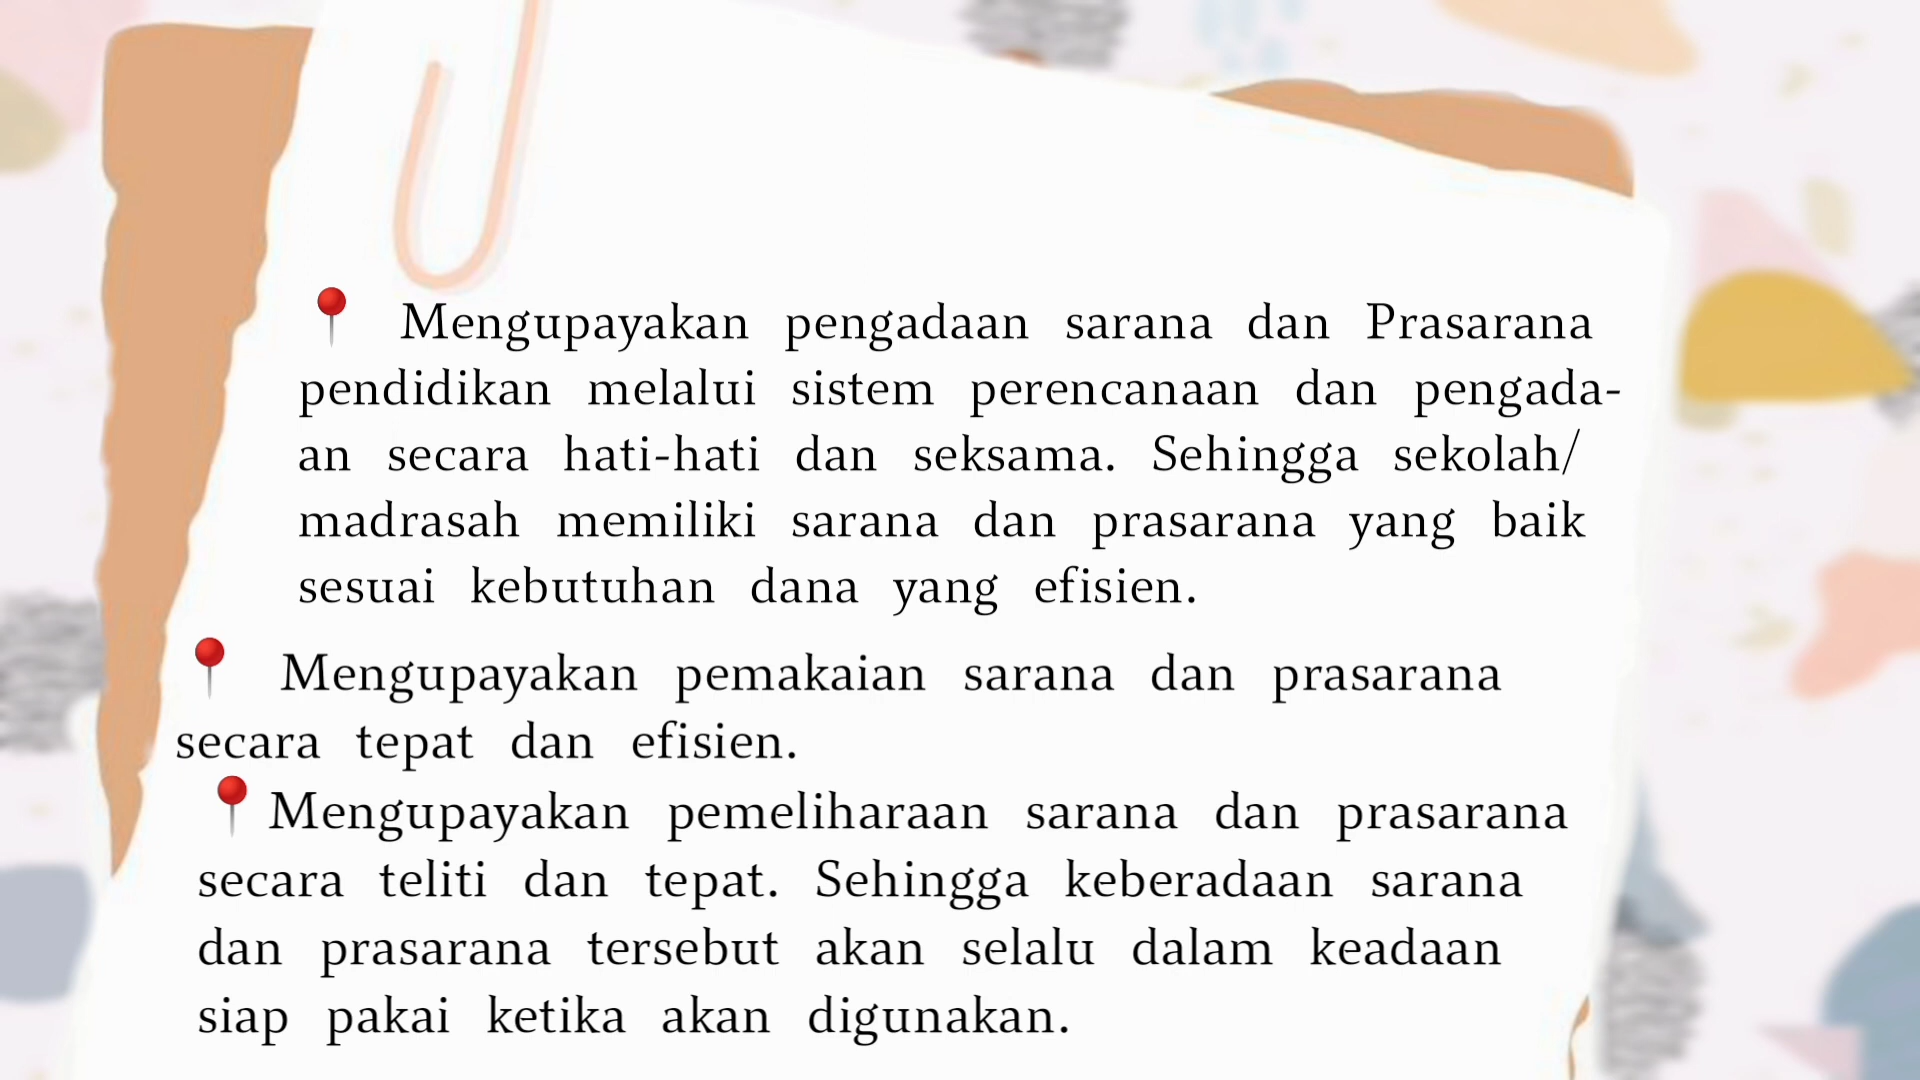 📍 Mengupayakan pengadaan sarana dan Prasarana
pendidikan melalui sistem perencanaan dan pengada-
an secara hati-hati dan seksama. Sehingga sekolah/
madrasah memiliki sarana dan prasarana yang baik
sesuai kebutuhan dana yang efisien.
📍 Mengupayakan pemakaian sarana dan prasarana
secara tepat dan efisien.
📍Mengupayakan pemeliharaan sarana dan prasarana
secara teliti dan tepat. Sehingga keberadaan sarana
dan prasarana tersebut akan selalu dalam keadaan
siap pakai ketika akan digunakan.